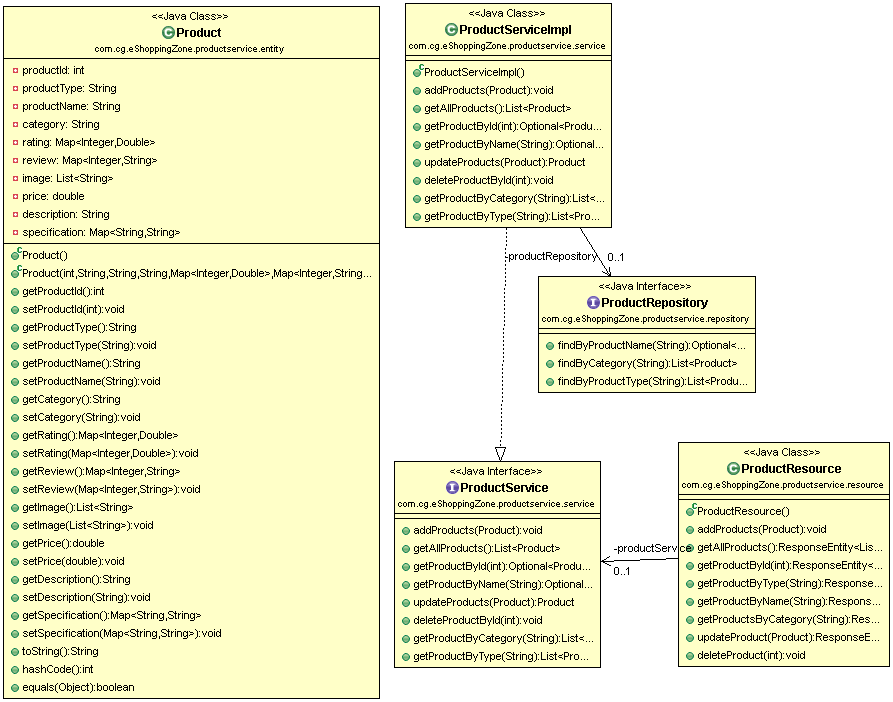 <<Java Class>>
Product
com.cg.eShoppingZone.productservice.entity
productId: int
productType: String
productName: String
category: String
rating: Map<Integer,Double>
review: Map<Integer,String>
image: List<String>
price: double
description: String
specification: Map<String,String>
Product()
Product(int,String,String,String,Map<Integer,Double>,Map<Integer,String...
getProductId():int
setProductId(int):void
getProductType():String
setProductType(String):void
getProductName():String
setProductName(String):void
getCategory():String
setCategory(String):void
getRating():Map<Integer,Double>
setRating(Map<Integer,Double>):void
getReview():Map<Integer,String>
setReview(Map<Integer,String>):void
getImage():List<String>
setImage(List<String>):void
getPrice():double
setPrice(double):void
getDescription():String
setDescription(String):void
getSpecification():Map<String,String>
setSpecification(Map<String,String>):void
toString():String
hashCode():int
equals(Object):boolean
<<Java Class>>
ProductServiceImpl
com.cg.eShoppingZone.productservice.service
ProductServiceImpl()
addProducts(Product):void
getAllProducts():List<Product>
getProductById(int):Optional<Produ...
getProductByName(String):Optional...
updateProducts(Product):Product
deleteProductById(int):void
getProductByCategory(String):List<...
getProductByType(String):List<Pro...
-productRepository
0..1
<<Java Interface>>
ProductRepository
com.cg.eShoppingZone.productservice.repository
findByProductName(String):Optional<...
findByCategory(String):List<Product>
findByProductType(String):List<Produ...
<<Java Interface>>
ProductService
com.cg.eShoppingZone.productservice.service
addProducts(Product):void
getAllProducts():List<Product>
getProductById(int):Optional<Produ...
getProductByName(String):Optional...
updateProducts(Product):Product
deleteProductById(int):void
getProductByCategory(String):List<...
getProductByType(String):List<Pro...
-productService
0..1
<<Java Class>>
ProductResource
com.cg.eShoppingZone.productservice.resource
ProductResource()
addProducts(Product):void
getAllProducts():ResponseEntity<Lis...
getProductById(int):ResponseEntity<...
getProductByType(String):Response...
getProductByName(String):Respons...
getProductsByCategory(String):Res...
updateProduct(Product):ResponseE...
deleteProduct(int):void